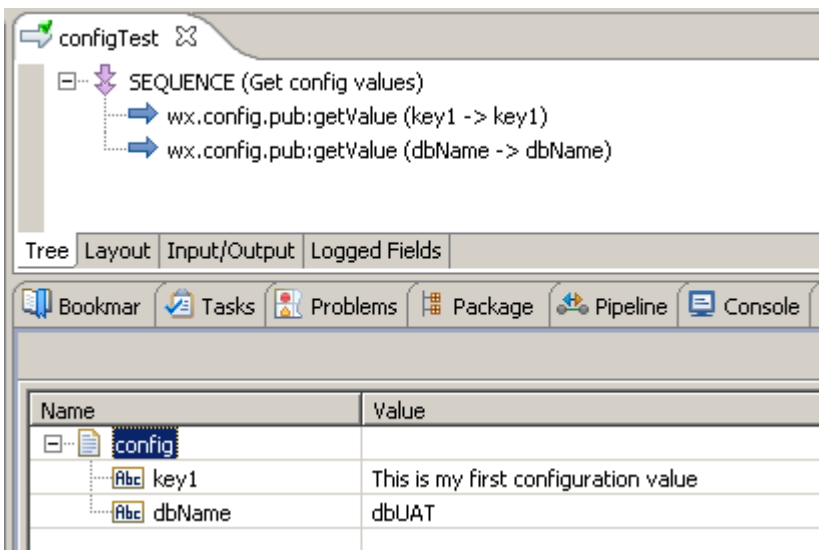 configTest
SEQUENCE (Get config values)
wx.config.pub:getValue (key1 -> key1)
wx.config.pub:getValue (dbName -> dbName)
Tree Layout Input/Output Logged Fields
Bookmar Tasks Problems Package Pipeline Console
Name Value
config
Abc key1 This is my first configuration value
Abc dbName dbUAT